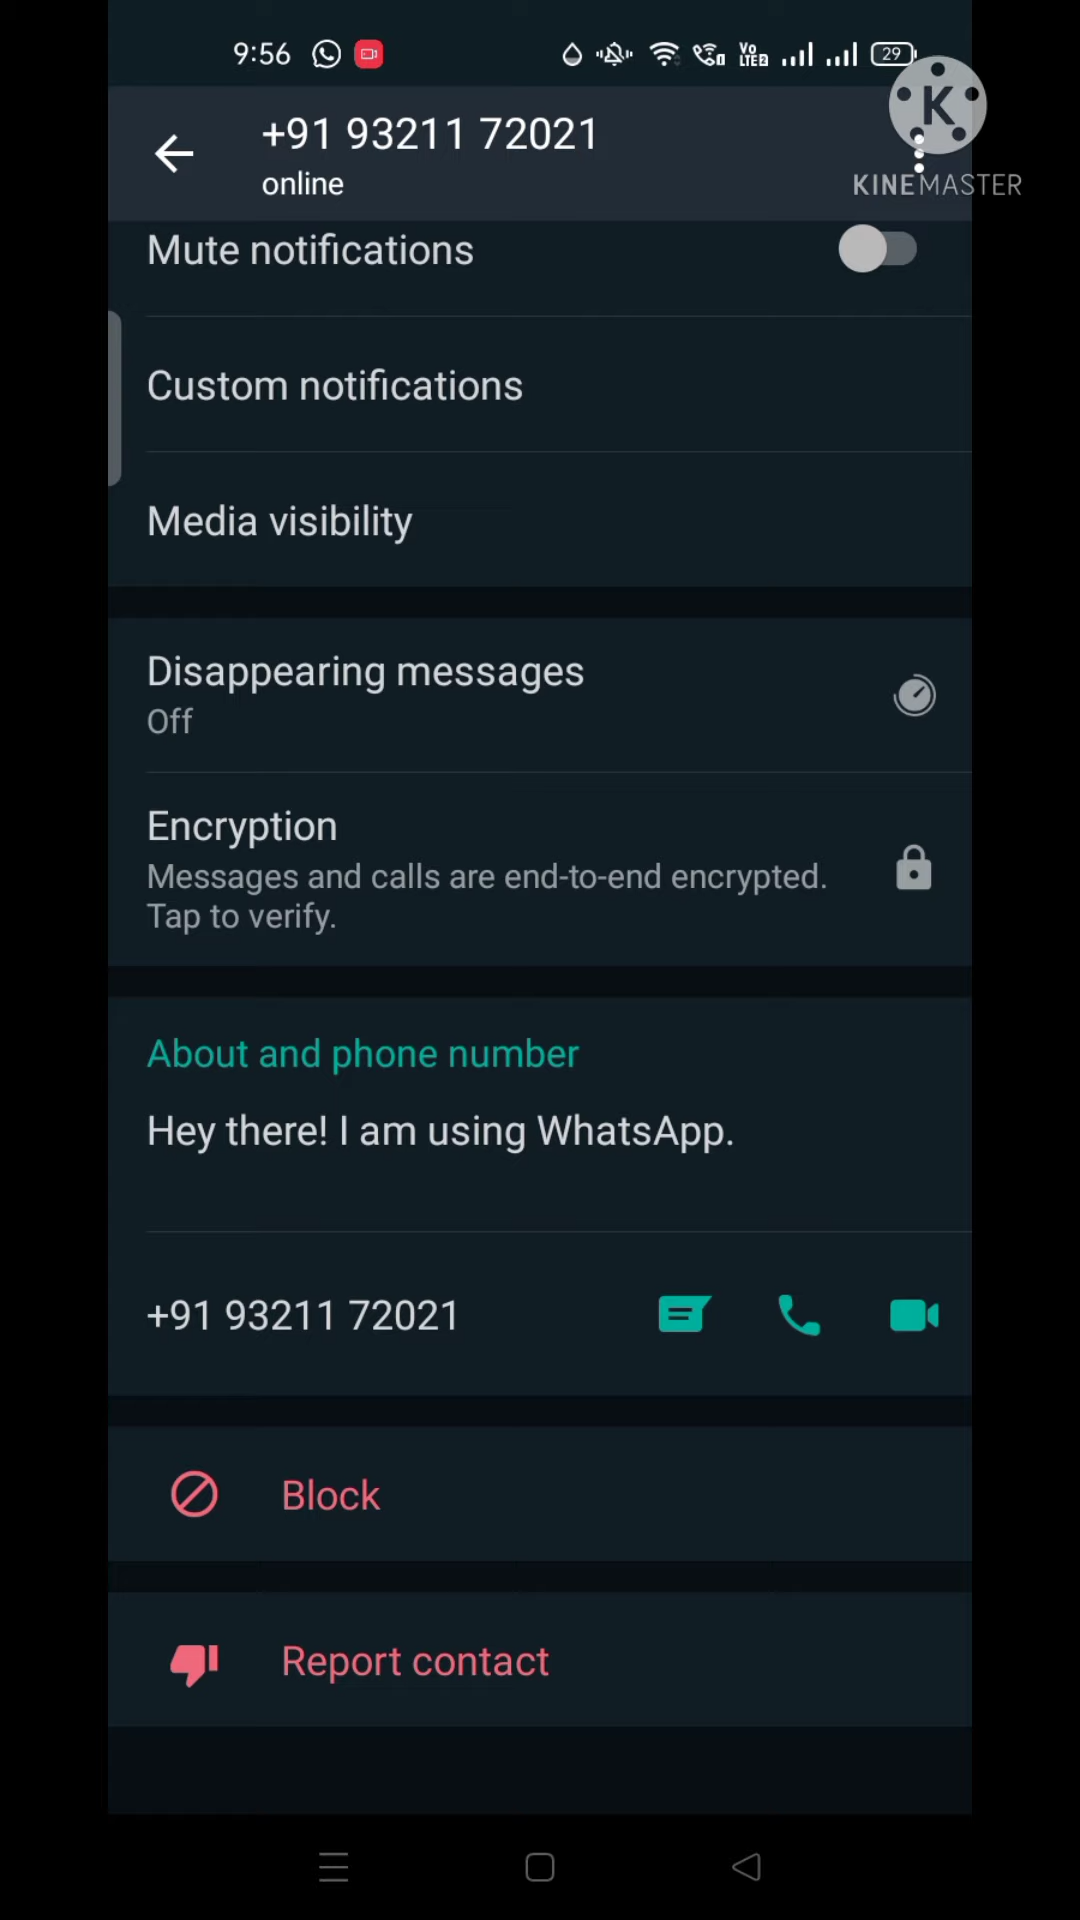 9:56
Vo
LTE2
29
+91 93211 72021
online
K
KINEMASTER
Mute notifications
Custom notifications
Media visibility
Disappearing messages
Off
Encryption
Messages and calls are end-to-end encrypted.
Tap to verify.
About and phone number
Hey there! I am using WhatsApp.
+91 93211 72021
Block
Report contact